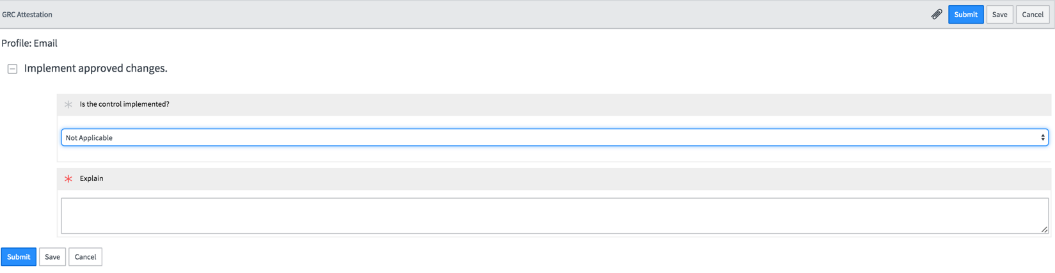 GRC Attestation Submit Save Cancel
Profile: Email
Implement approved changes.
Is the control implemented?
Not Applicable
Explain
Submit Save Cancel